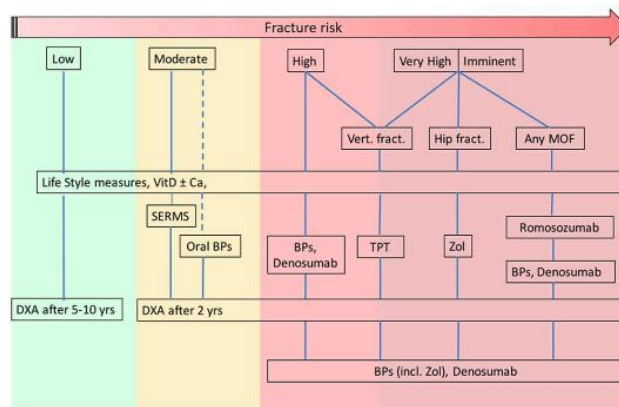 Fracture risk
Low
Moderate
High
Very High
Imminent
Vert. fract.
Hip fract.
Any MOF
Life Style measures, VitD ± Ca,
SERMS
Oral BPs
BPs,
Denosumab
TPT
Zol
Romosozumab
BPs, Denosumab
DXA after 5-10 yrs
DXA after 2 yrs
BPs (incl. Zol), Denosumab